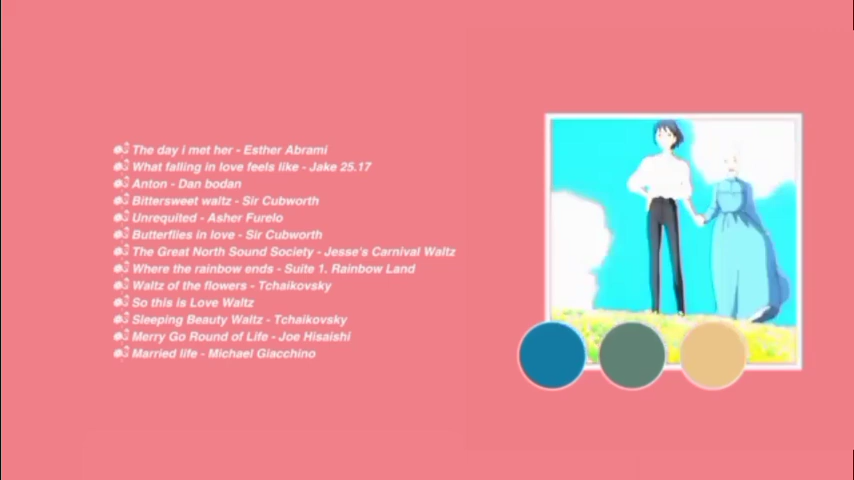 The day i met her - Esther Abrami
What falling in love feels like - Jake 25.17
Anton - Dan bodan
Bittersweet waltz - Sir Cubworth
Unrequited - Asher Furelo
Butterflies in love - Sir Cubworth
The Great North Sound Society - Jesse's Carnival Waltz
Where the rainbow ends - Suite 1. Rainbow Land
Waltz of the flowers - Tchaikovsky
So this is Love Waltz
Sleeping Beauty Waltz - Tchaikovsky
Merry Go Round of Life - Joe Hisaishi
Married life - Michael Giacchino